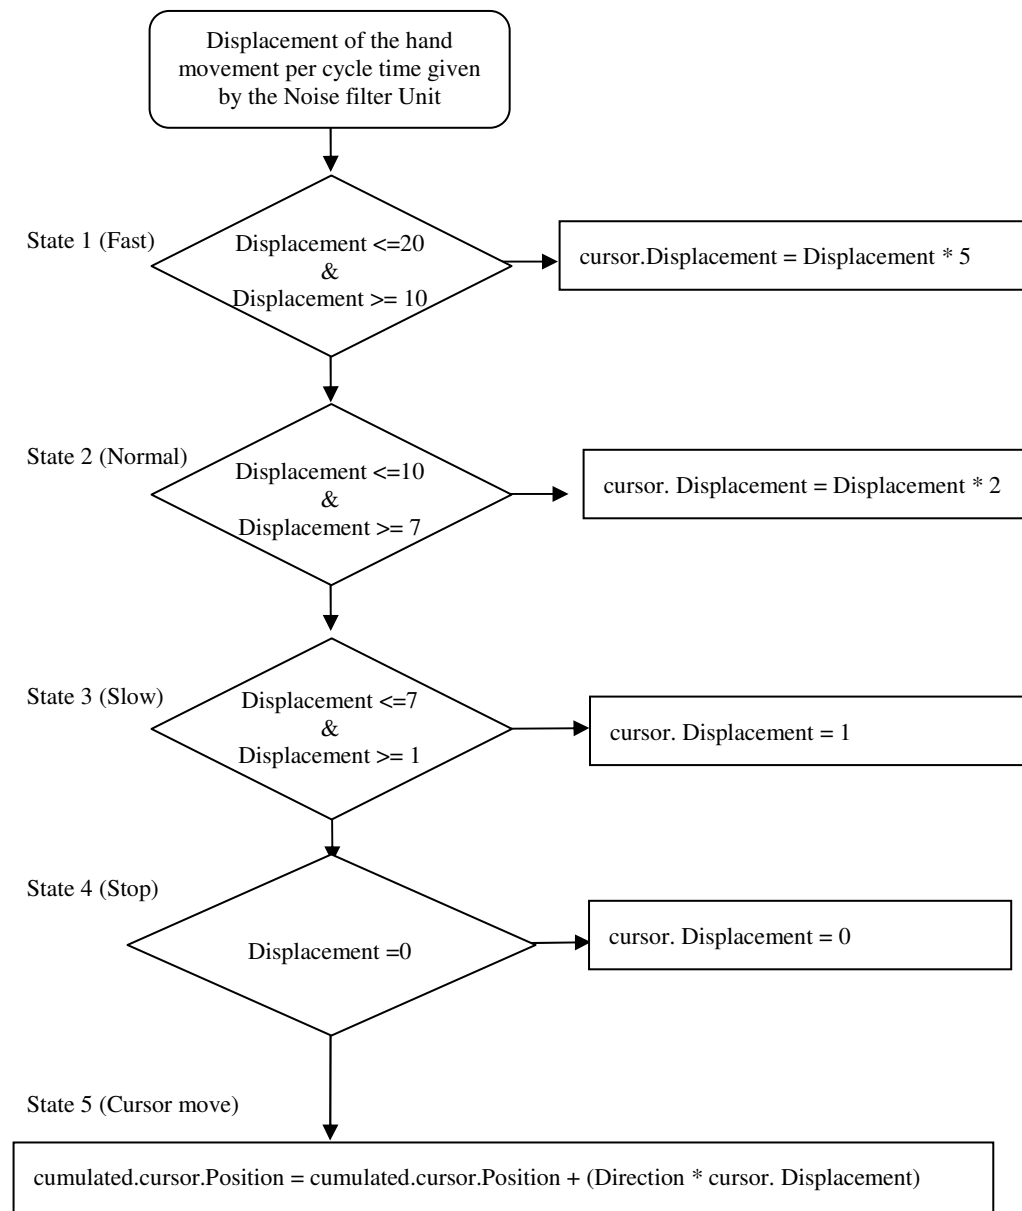 Displacement of the hand
movement per cycle time given
by the Noise filter Unit
State 1 (Fast)
Displacement <=20
&
Displacement >= 10
cursor.Displacement = Displacement * 5
State 2 (Normal)
Displacement <=10
&
Displacement >= 7
cursor. Displacement = Displacement * 2
State 3 (Slow)
Displacement <=7
&
Displacement >= 1
cursor. Displacement = 1
State 4 (Stop)
Displacement =0
cursor. Displacement = 0
State 5 (Cursor move)
cumulated.cursor.Position = cumulated.cursor.Position + (Direction * cursor. Displacement)